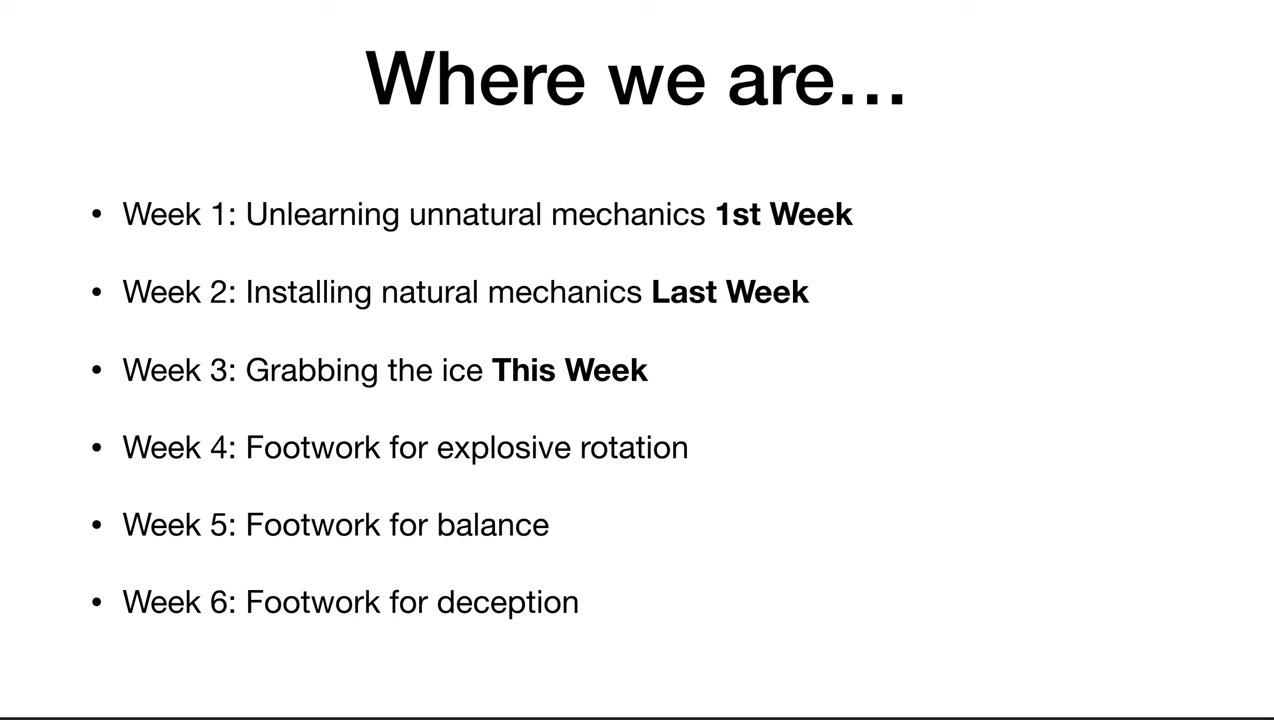 Where we are…
• Week 1: Unlearning unnatural mechanics 1st Week
• Week 2: Installing natural mechanics Last Week
• Week 3: Grabbing the ice This Week
• Week 4: Footwork for explosive rotation
• Week 5: Footwork for balance
• Week 6: Footwork for deception